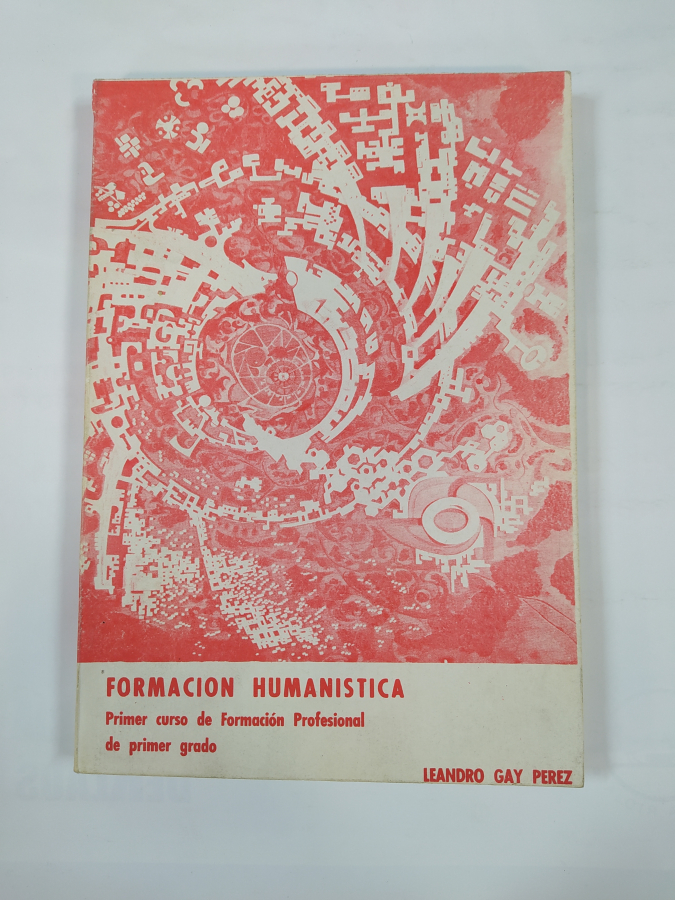 FORMACION HUMANISTICA
Primer curso de Formación Profesional
de primer grado
LEANDRO GAY PEREZ